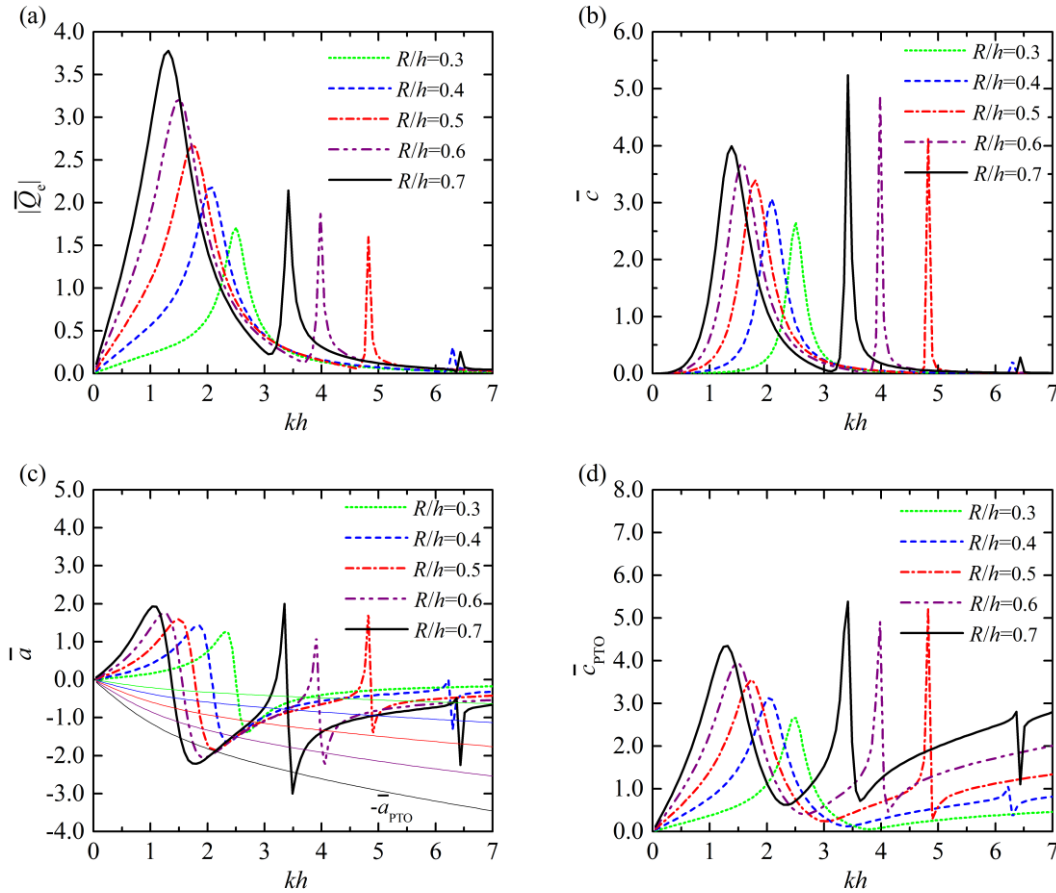 (a)
4.0
3.5
3.0
2.5
2.0
1.5
1.0
0.5
0.0
|Q̅e|
0 1 2 3 4 5 6 7
kh
R/h=0.3
R/h=0.4
R/h=0.5
R/h=0.6
R/h=0.7
(b)
6.0
5.0
4.0
3.0
2.0
1.0
0.0
c̅
0 1 2 3 4 5 6 7
kh
R/h=0.3
R/h=0.4
R/h=0.5
R/h=0.6
R/h=0.7
(c)
5.0
4.0
3.0
2.0
1.0
0.0
-1.0
-2.0
-3.0
-4.0
a̅
0 1 2 3 4 5 6 7
kh
R/h=0.3
R/h=0.4
R/h=0.5
R/h=0.6
R/h=0.7
-a̅PTO
(d)
8.0
7.0
6.0
5.0
4.0
3.0
2.0
1.0
0.0
c̅PTO
0 1 2 3 4 5 6 7
kh
R/h=0.3
R/h=0.4
R/h=0.5
R/h=0.6
R/h=0.7